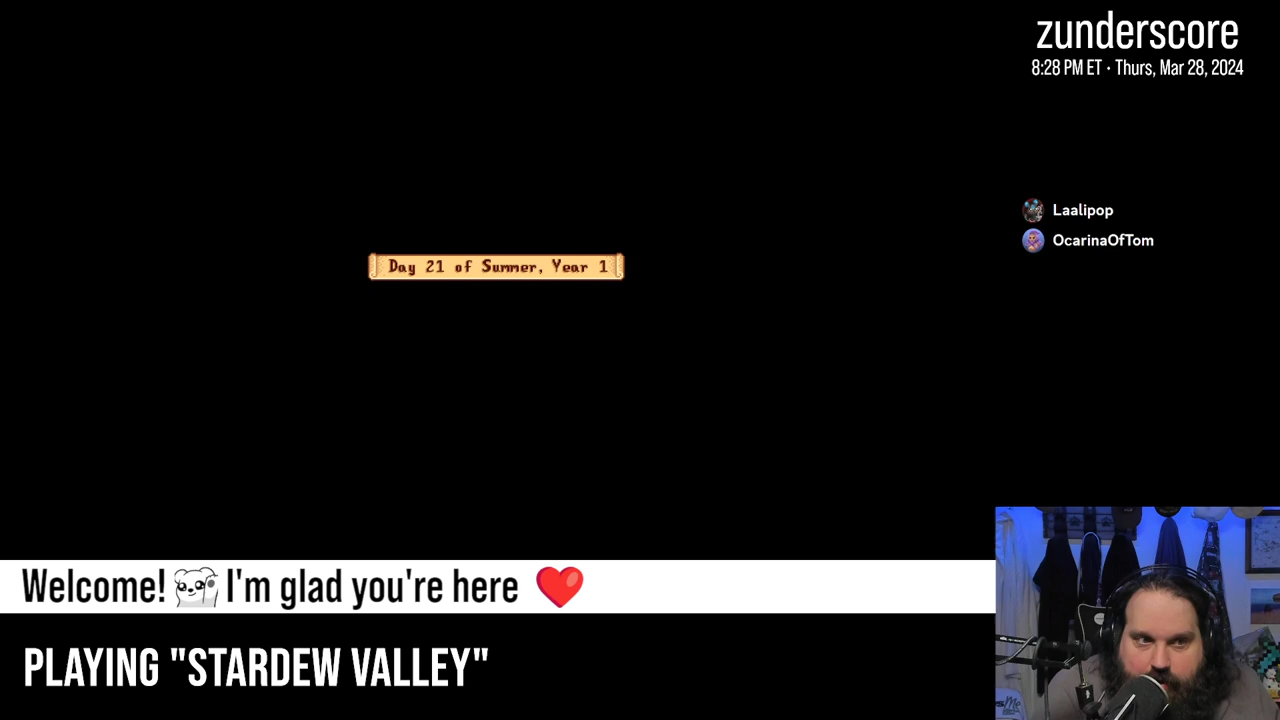 zunderscore
8:28 PM ET · Thurs, Mar 28, 2024
Laalipop
OcarinaOfTom
Day 21 of Summer, Year 1
Welcome! I'm glad you're here
PLAYING "STARDEW VALLEY"